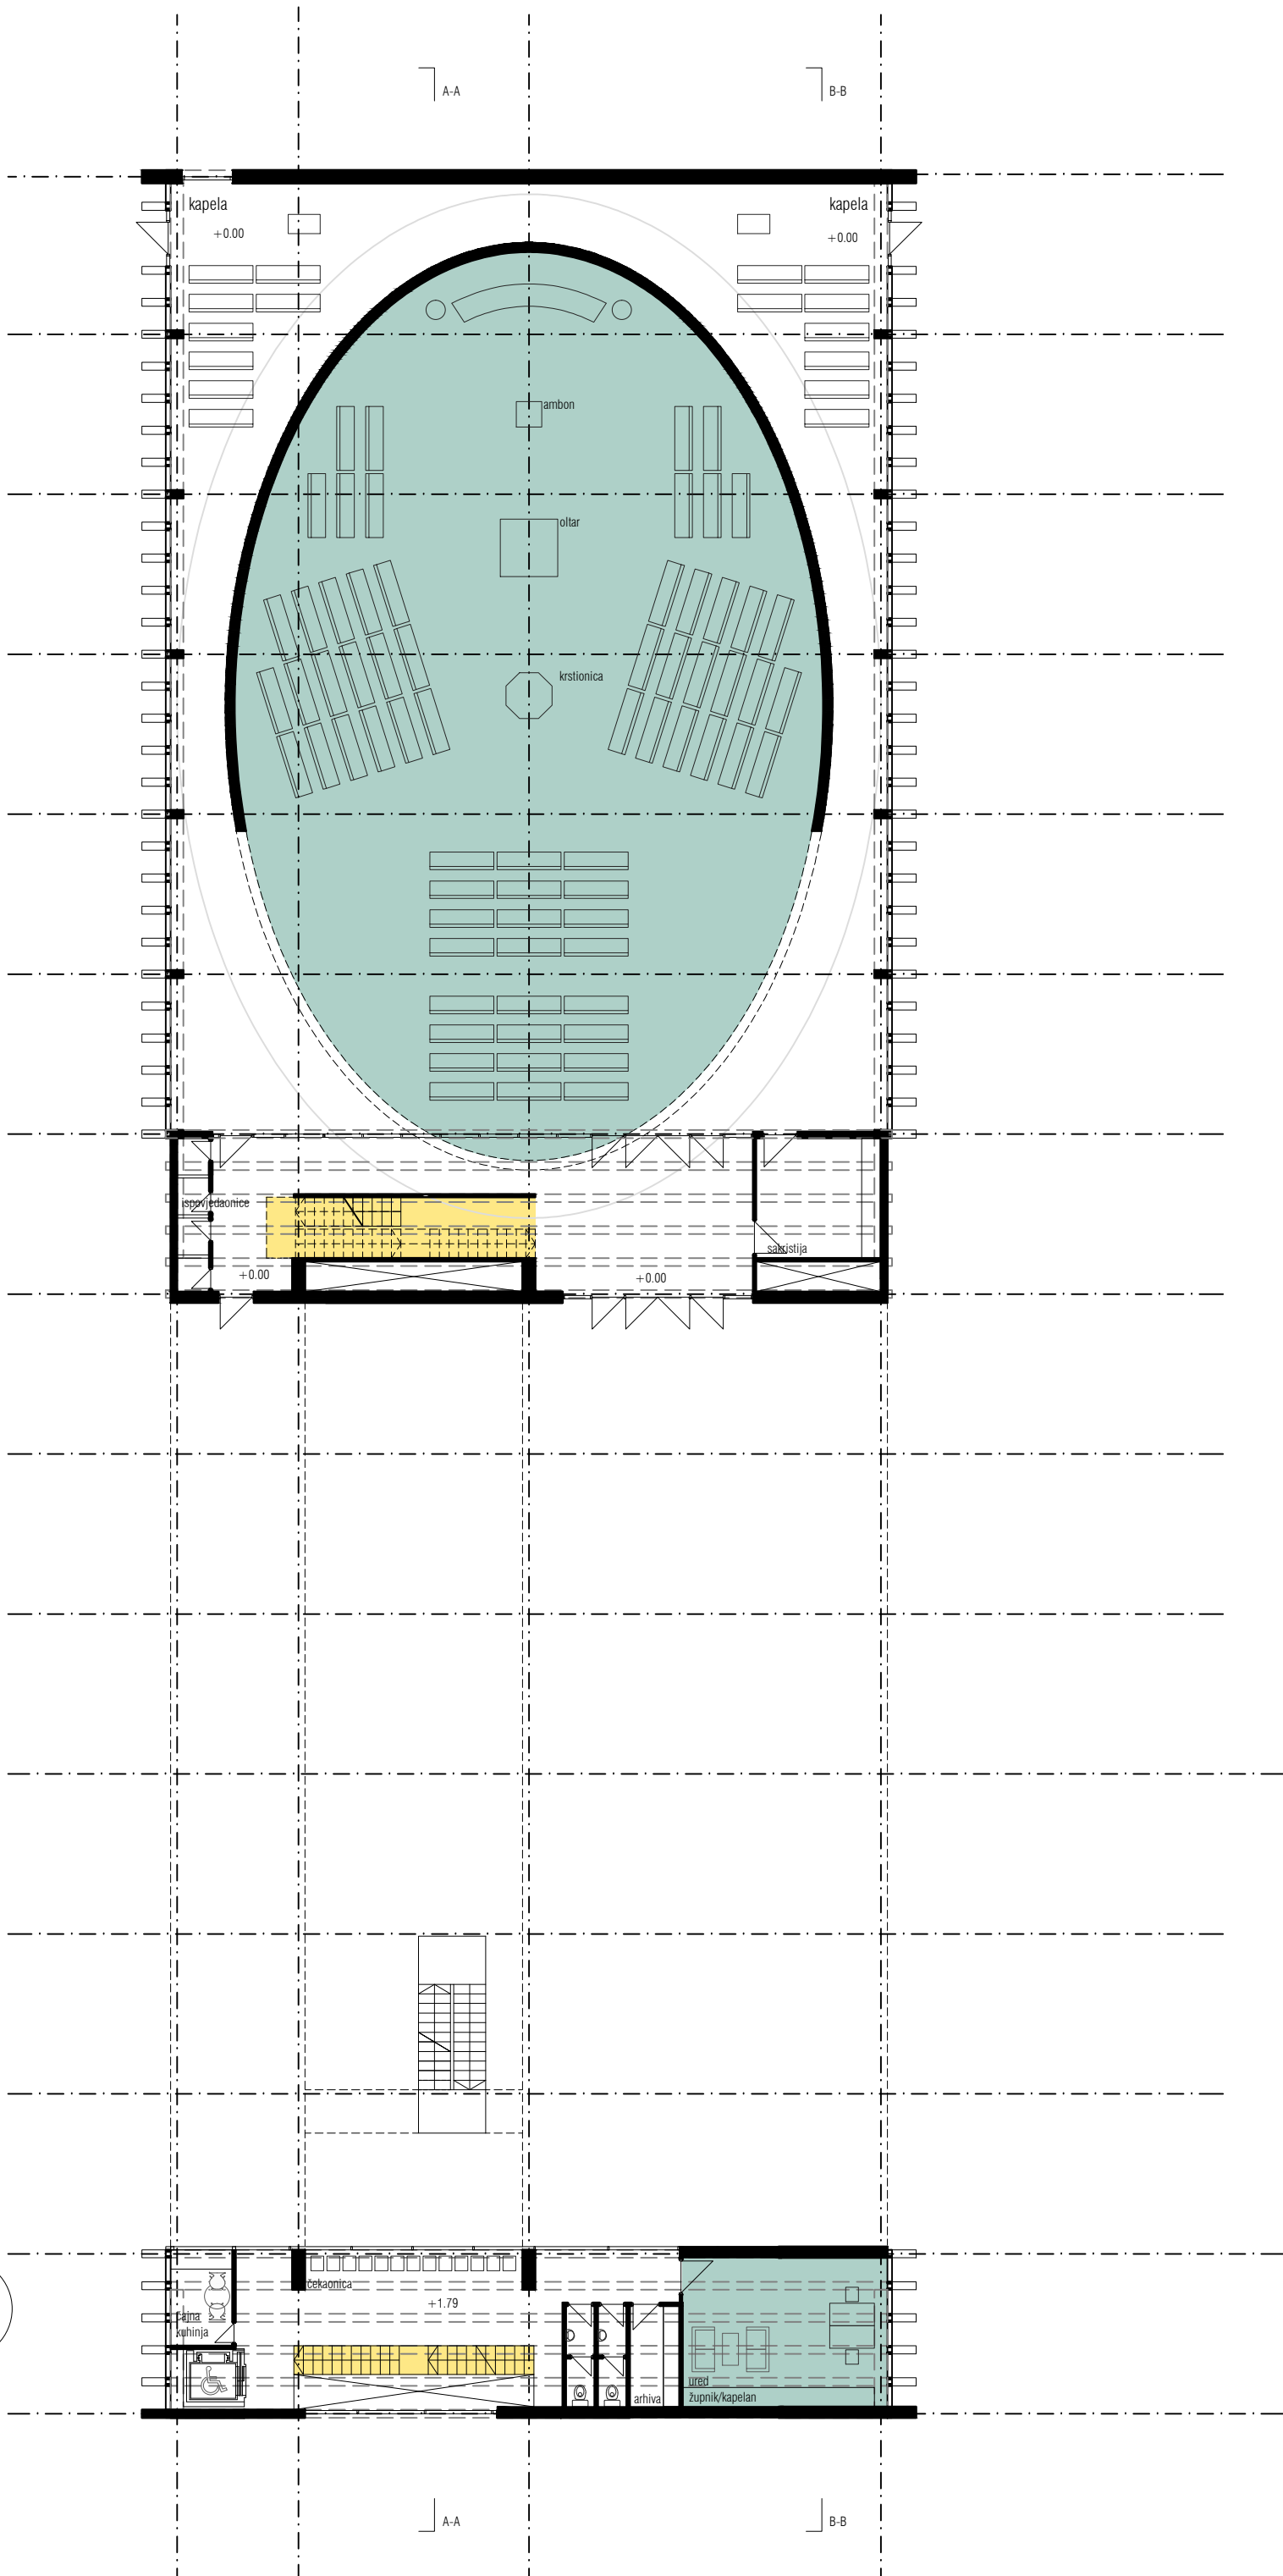 A-A
B-B
kapela
kapela
+0.00
+0.00
ambon
oltar
krstionica
ispovjedaonice
sakristija
+0.00
+0.00
čekaonica
+1.79
čajna
kuhinja
ured
arhiva
župnik/kapelan
A-A
B-B